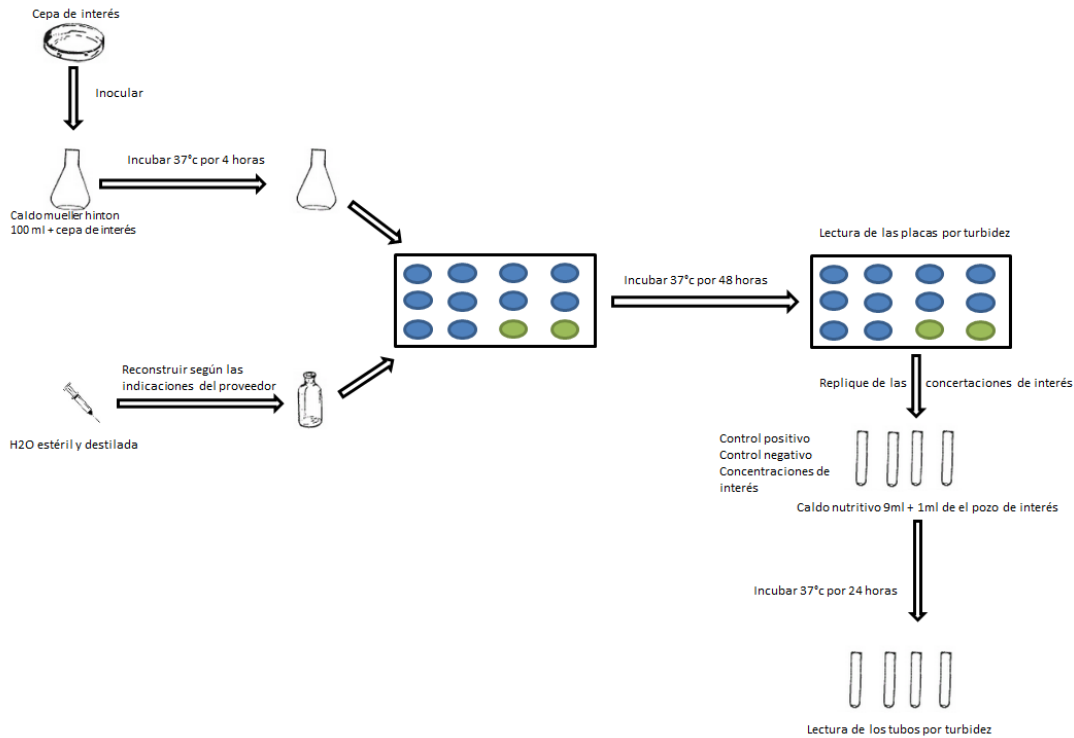 Cepa de interés
Inocular
Incubar 37°c por 4 horas
Caldo mueller hinton
100 ml + cepa de interés
Reconstruir según las
indicaciones del proveedor
H2O estéril y destilada
Incubar 37°c por 48 horas
Lectura de las placas por turbidez
Replique de las concertaciones de interés
Control positivo
Control negativo
Concentraciones de
interés
Caldo nutritivo 9ml + 1ml de el pozo de interés
Incubar 37°c por 24 horas
Lectura de los tubos por turbidez